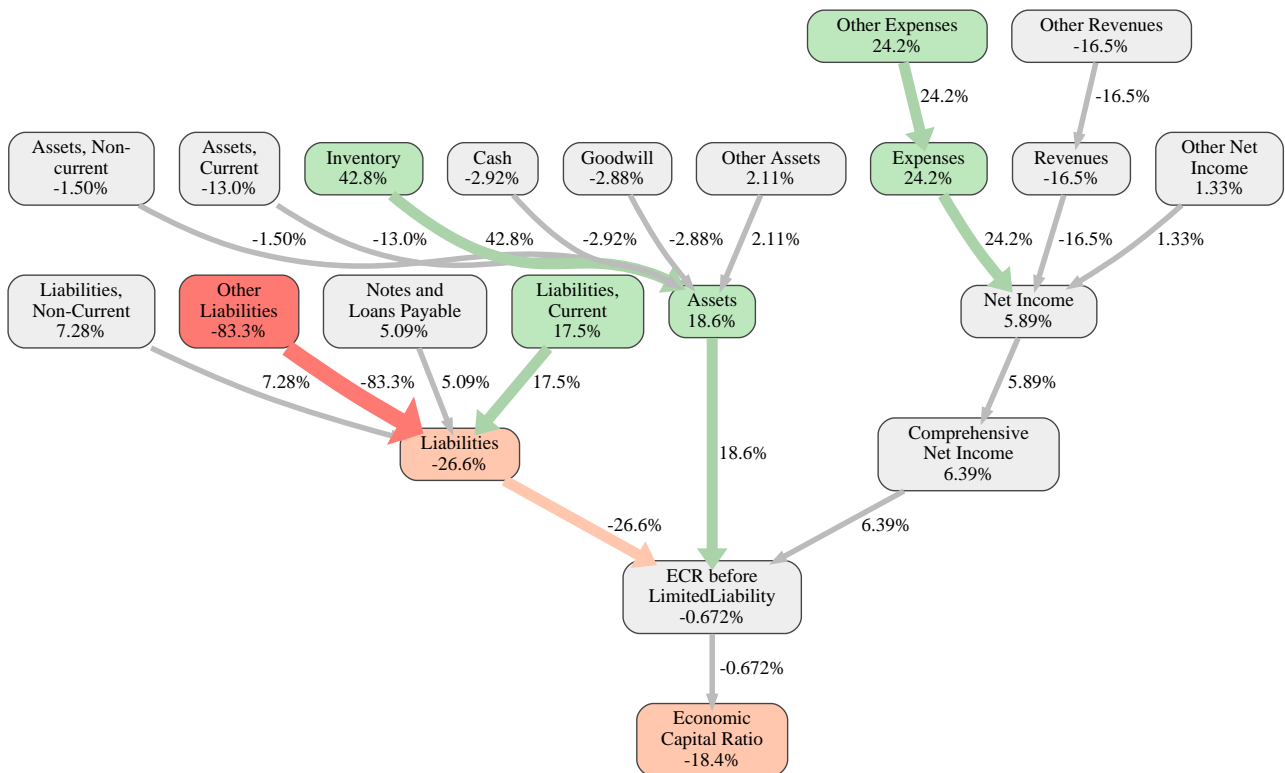 Other Expenses
24.2%
Other Revenues
-16.5%
24.2%
-16.5%
Assets, Non-
current
-1.50%
Assets,
Current
-13.0%
Inventory
42.8%
Cash
-2.92%
Goodwill
-2.88%
Other Assets
2.11%
Expenses
24.2%
Revenues
-16.5%
Other Net
Income
1.33%
-1.50%
-13.0%
42.8%
-2.92%
-2.88%
2.11%
24.2%
-16.5%
1.33%
Liabilities,
Non-Current
7.28%
Other
Liabilities
-83.3%
Notes and
Loans Payable
5.09%
Liabilities,
Current
17.5%
Assets
18.6%
Net Income
5.89%
7.28%
-83.3%
5.09%
17.5%
5.89%
Liabilities
-26.6%
18.6%
Comprehensive
Net Income
6.39%
-26.6%
6.39%
ECR before
LimitedLiability
-0.672%
-0.672%
Economic
Capital Ratio
-18.4%